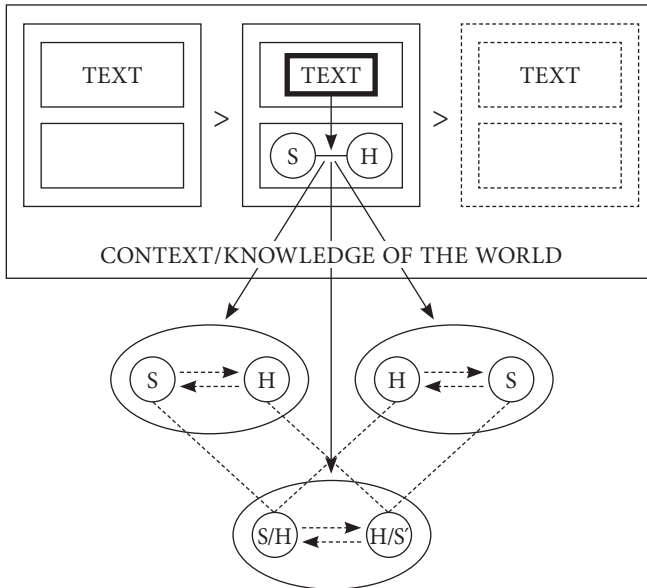 TEXT TEXT TEXT
> >
S H
CONTEXT/KNOWLEDGE OF THE WORLD
S H H S
S/H H/S′